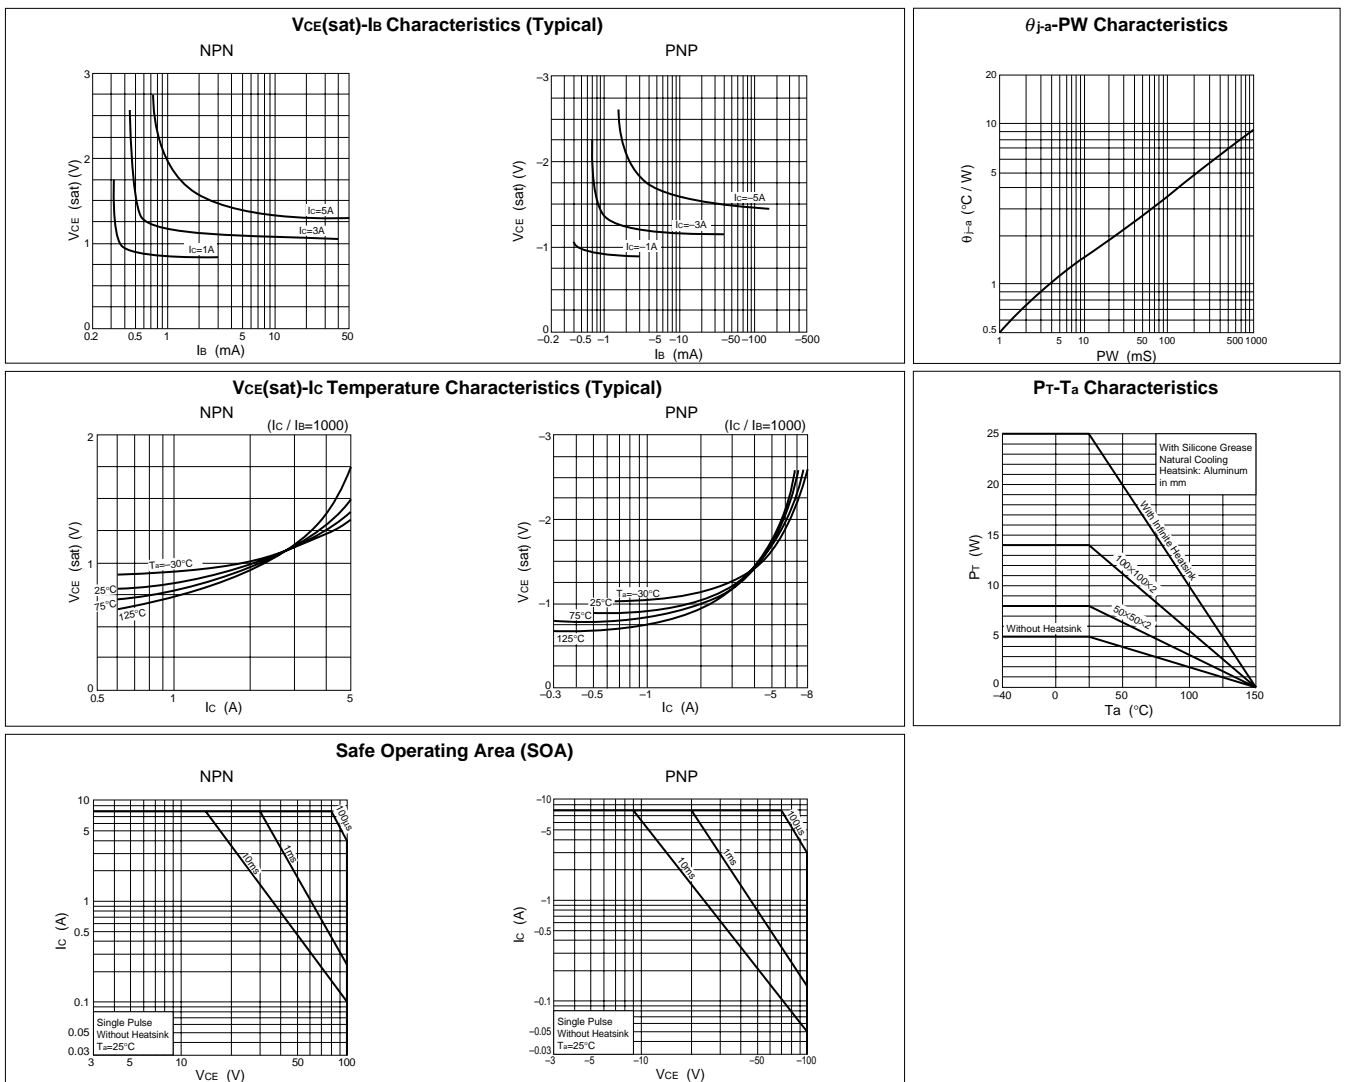 VCE(sat)-IB Characteristics (Typical)
NPN
3
2
1
0
VCE (sat) (V)
IC=5A
IC=3A
IC=1A
0.2 0.5 1 5 10 50
IB (mA)
PNP
–3
–2
–1
0
VCE (sat) (V)
IC=–5A
IC=–3A
IC=–1A
–0.2 –0.5 –1 –5 –10 –50 –100 –500
IB (mA)
θj-a-PW Characteristics
20
10
5
1
0.5
θj–a (°C / W)
1 5 10 50 100 500 1000
PW (mS)
VCE(sat)-IC Temperature Characteristics (Typical)
NPN
(IC / IB=1000)
2
1
0
VCE (sat) (V)
Ta=–30°C
25°C
75°C
125°C
0.5 1 5
IC (A)
PNP
(IC / IB=1000)
–3
–2
–1
0
VCE (sat) (V)
Ta=–30°C
25°C
75°C
125°C
–0.3 –0.5 –1 –5 –8
IC (A)
PT-Ta Characteristics
25
20
15
10
5
0
PT (W)
With Silicone Grease
Natural Cooling
Heatsink: Aluminum
in mm
With Infinite Heatsink
100×100×2
50×50×2
Without Heatsink
–40 0 50 100 150
Ta (°C)
Safe Operating Area (SOA)
NPN
10
5
1
0.5
0.1
0.05
0.03
IC (A)
100µs
1ms
10ms
Single Pulse
Without Heatsink
Ta=25°C
3 5 10 50 100
VCE (V)
PNP
–10
–5
–1
–0.5
–0.1
–0.05
–0.03
IC (A)
100µs
1ms
10ms
Single Pulse
Without Heatsink
Ta=25°C
–3 –5 –10 –50 –100
VCE (V)